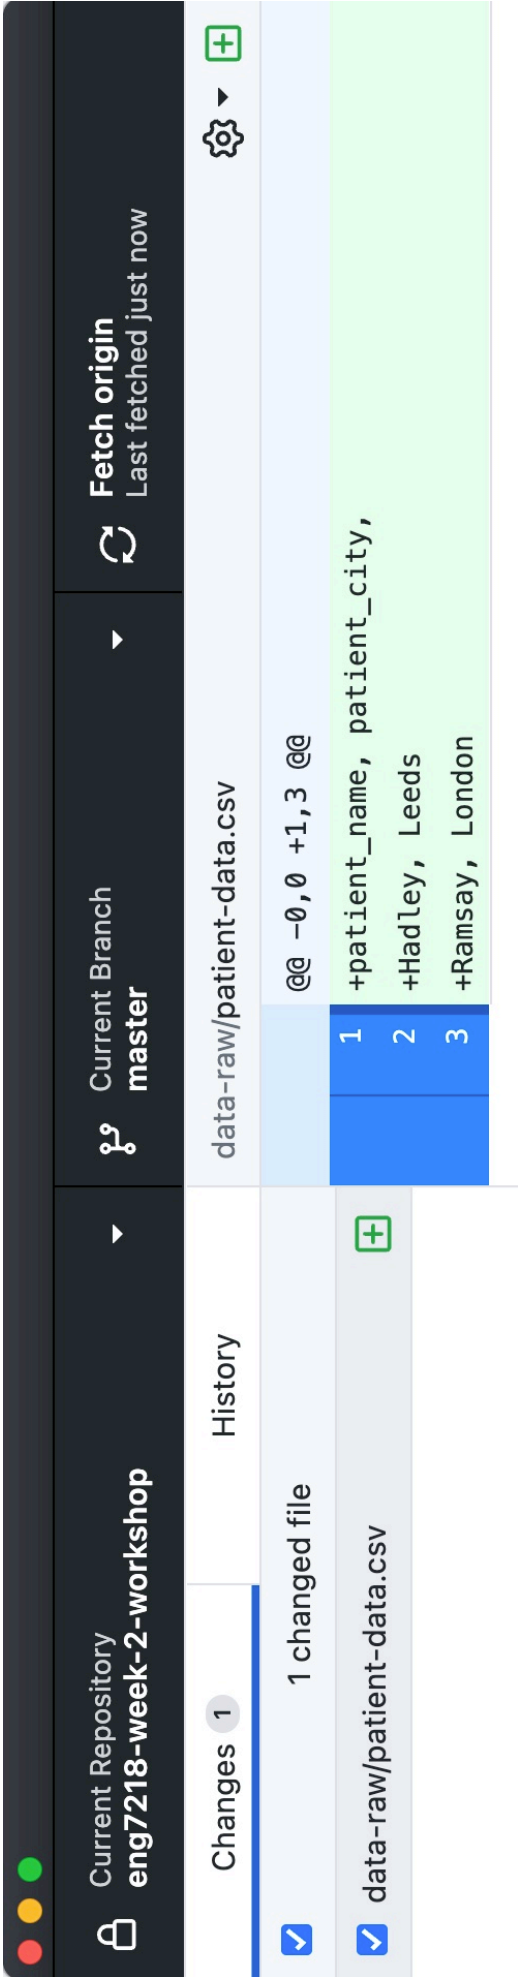 Current Repository
eng7218-week-2-workshop
Current Branch
master
Fetch origin
Last fetched just now
Changes 1
History
1 changed file
data-raw/patient-data.csv
data-raw/patient-data.csv
@@ -0,0 +1,3 @@
1 +patient_name, patient_city,
2 +Hadley, Leeds
3 +Ramsay, London